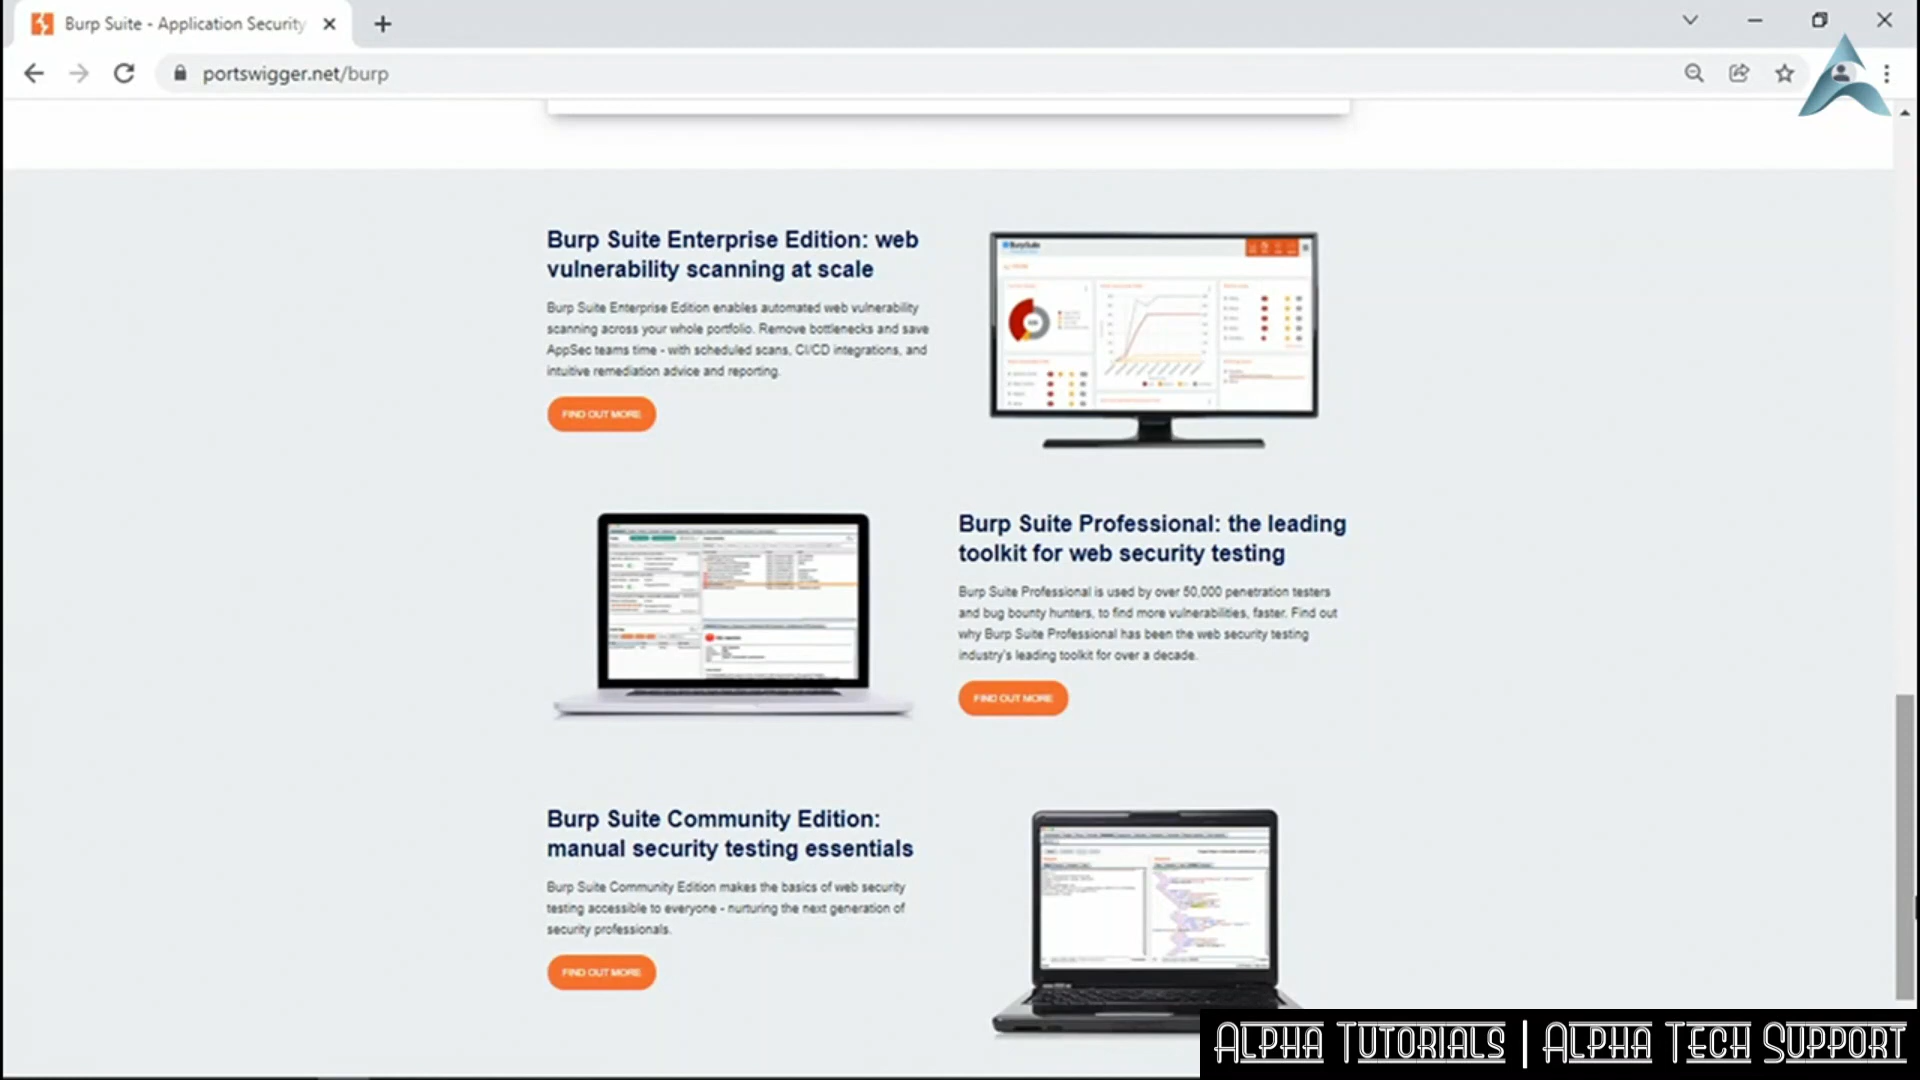 Burp Suite - Application Security
portswigger.net/burp
Burp Suite Enterprise Edition: web
vulnerability scanning at scale
Burp Suite Enterprise Edition enables automated web vulnerability
scanning across your whole portfolio. Remove bottlenecks and save
AppSec teams time - with scheduled scans, CI/CD integrations, and
intuitive remediation advice and reporting.
FIND OUT MORE
BurpSuite
Burp Suite Professional: the leading
toolkit for web security testing
Burp Suite Professional is used by over 50,000 penetration testers
and bug bounty hunters, to find more vulnerabilities, faster. Find out
why Burp Suite Professional has been the web security testing
industry's leading toolkit for over a decade.
FIND OUT MORE
Burp Suite Community Edition:
manual security testing essentials
Burp Suite Community Edition makes the basics of web security
testing accessible to everyone - nurturing the next generation of
security professionals.
FIND OUT MORE
ALPHA TUTORIALS | ALPHA TECH SUPPORT